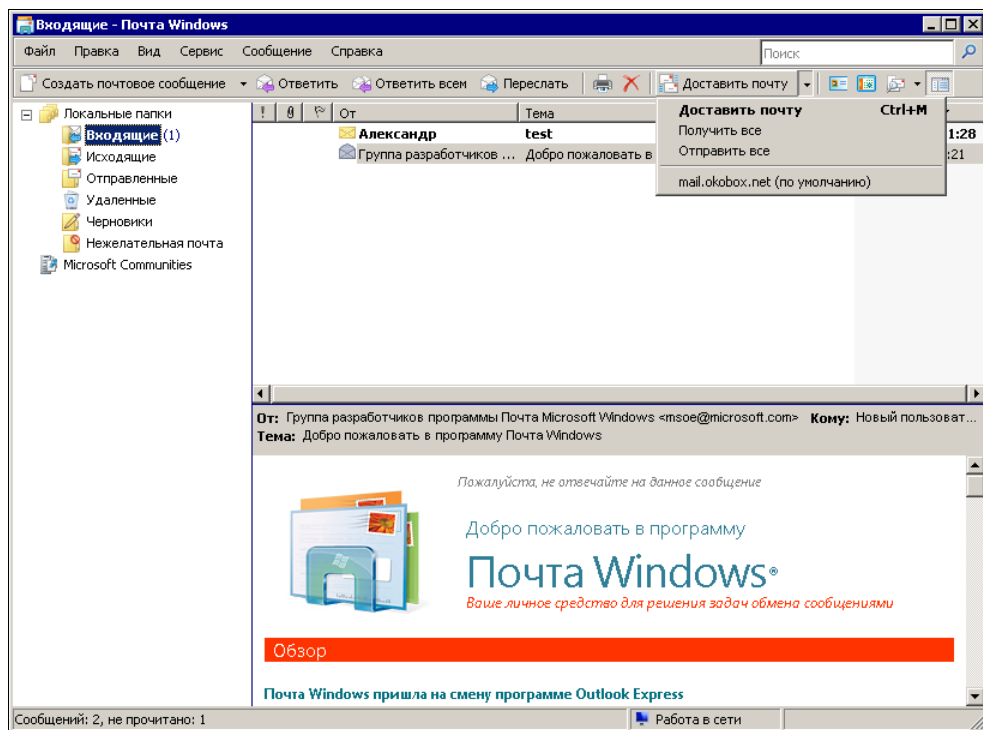 Входящие - Почта Windows
Файл Правка Вид Сервис Сообщение Справка Поиск
Создать почтовое сообщение Ответить Ответить всем Переслать Доставить почту
Локальные папки
Входящие (1)
Исходящие
Отправленные
Удаленные
Черновики
Нежелательная почта
Microsoft Communities
! От Тема
Александр test 1:28
Группа разработчиков ... Добро пожаловать в :21
Доставить почту Ctrl+M
Получить все
Отправить все
mail.okobox.net (по умолчанию)
От: Группа разработчиков программы Почта Microsoft Windows <msoe@microsoft.com> Кому: Новый пользоват...
Тема: Добро пожаловать в программу Почта Windows
Пожалуйста, не отвечайте на данное сообщение
Добро пожаловать в программу
Почта Windows®
Ваше личное средство для решения задач обмена сообщениями
Обзор
Почта Windows пришла на смену программе Outlook Express
Сообщений: 2, не прочитано: 1 Работа в сети